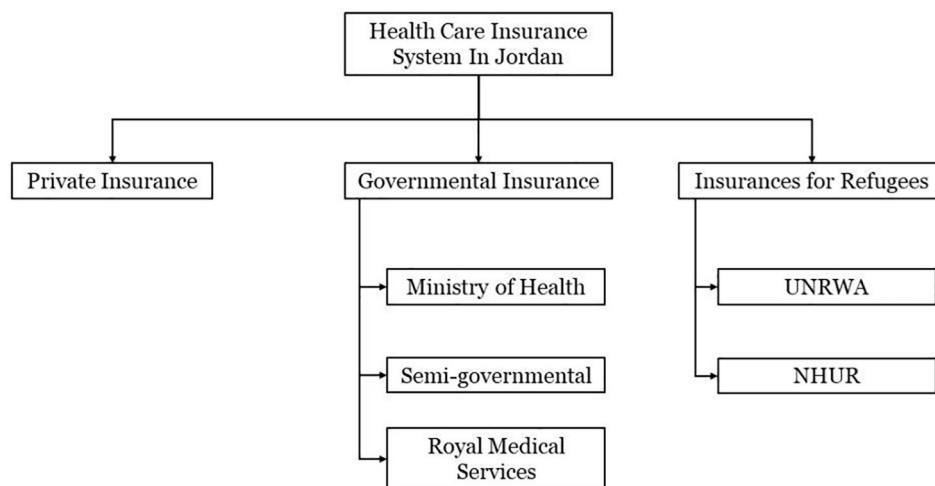 Health Care Insurance
System In Jordan
Private Insurance
Governmental Insurance
Insurances for Refugees
Ministry of Health
UNRWA
Semi-governmental
NHUR
Royal Medical
Services